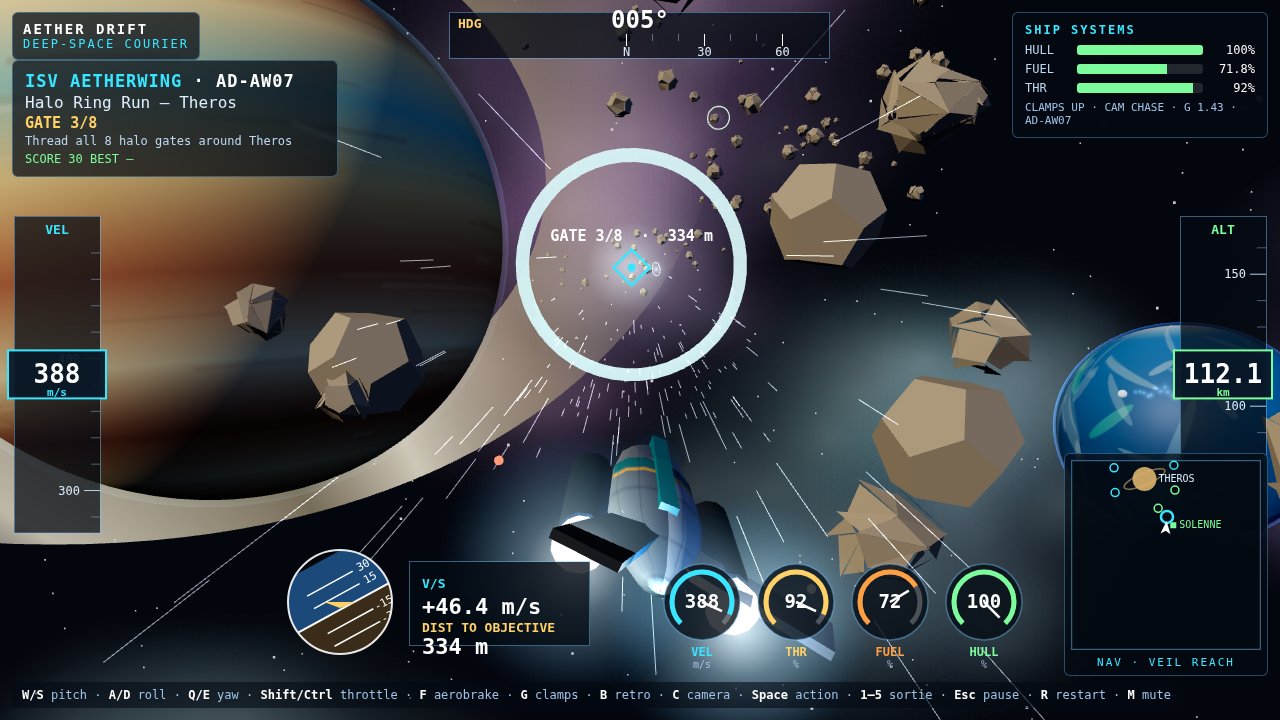 AETHER DRIFT
DEEP-SPACE COURIER
ISV AETHERWING · AD-AW07
Halo Ring Run — Theros
GATE 3/8
Thread all 8 halo gates around Theros
SCORE 30 BEST —
HDG
005°
N 30 60
SHIP SYSTEMS
HULL 100%
FUEL 71.8%
THR 92%
CLAMPS UP · CAM CHASE · G 1.43 ·
AD-AW07
GATE 3/8 · 334 m
VEL
388
m/s
300
ALT
150
112.1
km
100
THEROS
SOLENNE
NAV · VEIL REACH
30
15
-15
V/S
+46.4 m/s
DIST TO OBJECTIVE
334 m
388
VEL
m/s
92
THR
%
72
FUEL
%
100
HULL
%
W/S pitch · A/D roll · Q/E yaw · Shift/Ctrl throttle · F aerobrake · G clamps · B retro · C camera · Space action · 1–5 sortie · Esc pause · R restart · M mute